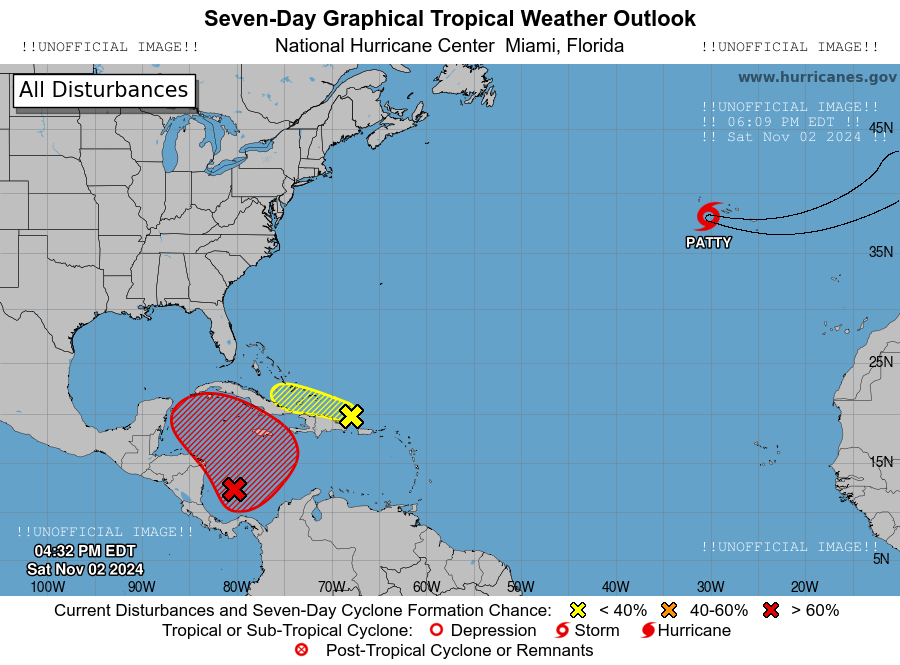 Seven-Day Graphical Tropical Weather Outlook
!!UNOFFICIAL IMAGE!! National Hurricane Center Miami, Florida !!UNOFFICIAL IMAGE!!
All Disturbances
www.hurricanes.gov
!!UNOFFICIAL IMAGE!!
!! 06:09 PM EDT !!
!! Sat Nov 02 2024 !!
45N
PATTY
35N
25N
15N
!!UNOFFICIAL IMAGE!!
04:32 PM EDT
Sat Nov 02 2024
!!UNOFFICIAL IMAGE!!
5N
100W 90W 80W 70W 60W 50W 40W 30W 20W
Current Disturbances and Seven-Day Cyclone Formation Chance: < 40% 40-60% > 60%
Tropical or Sub-Tropical Cyclone: Depression Storm Hurricane
Post-Tropical Cyclone or Remnants